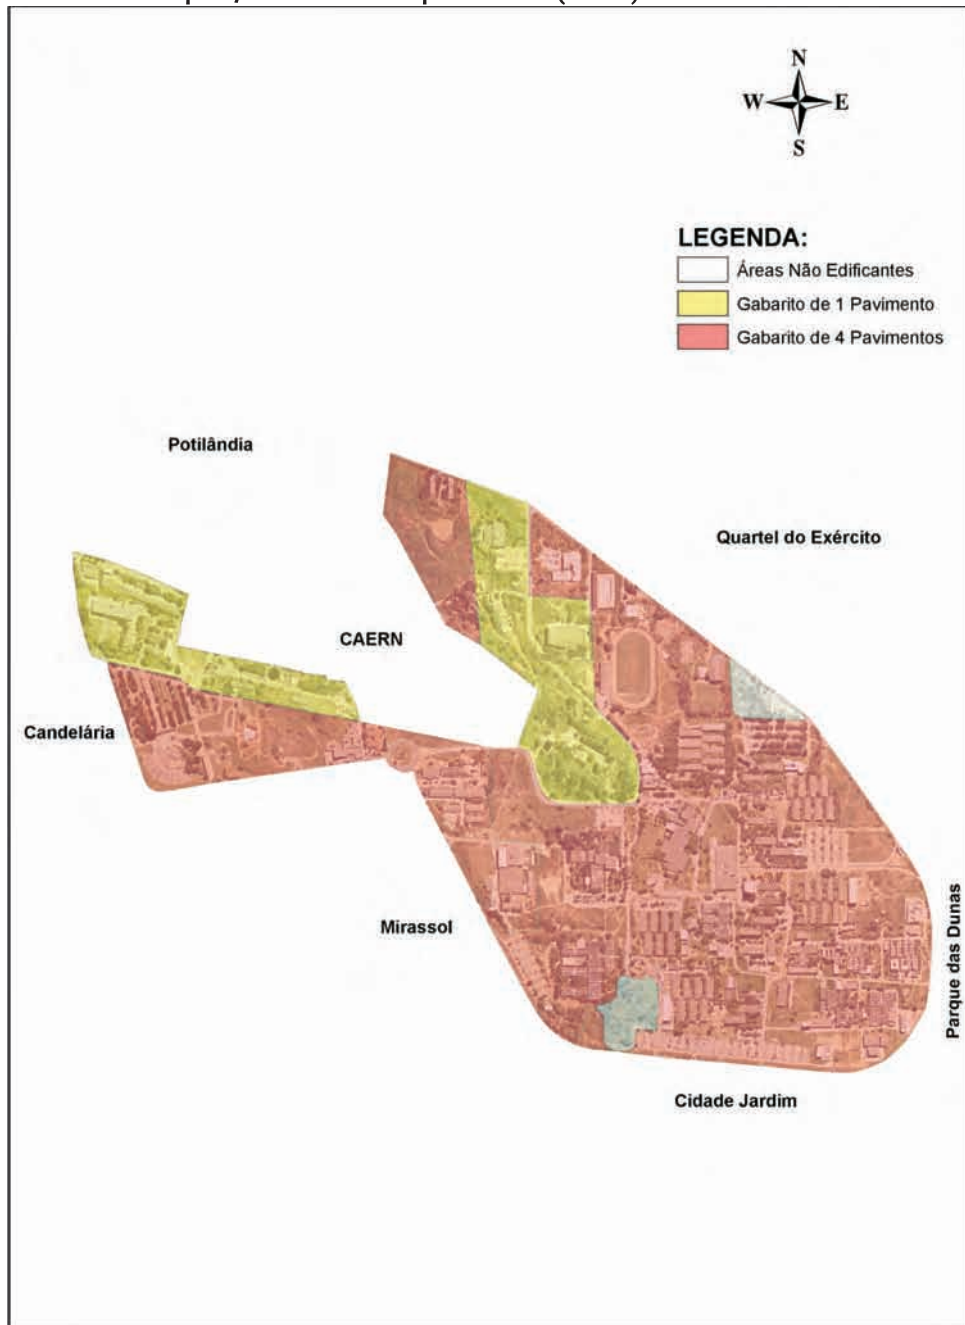 N
W E
S
LEGENDA:
Áreas Não Edificantes
Gabarito de 1 Pavimento
Gabarito de 4 Pavimentos
Potilândia
Quartel do Exército
CAERN
Candelária
Mirassol
Parque das Dunas
Cidade Jardim